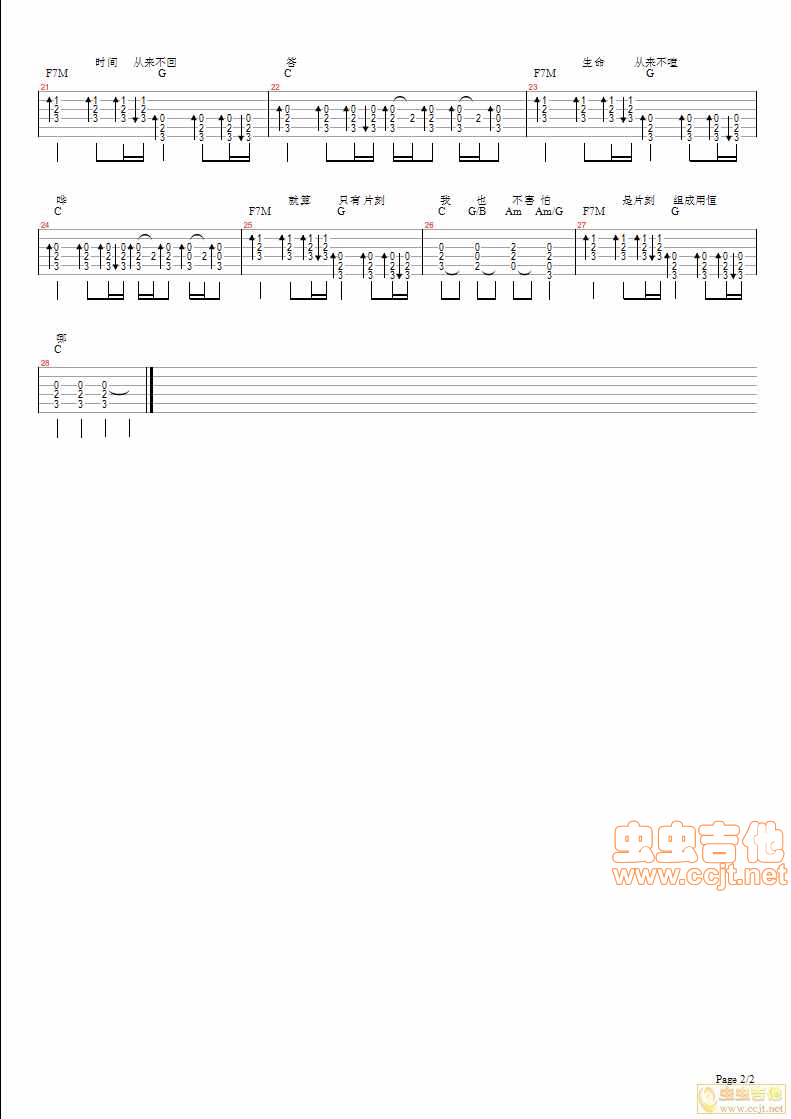 时间 从来不回 答 生命 从来不喧
F7M G C F7M G
21 22 23
哗 就算 只有片刻 我 也 不害 怕 是片刻 组成用恒
C F7M G C G/B Am Am/G F7M G
24 25 26 27
哪
C
28
虫虫吉他
www.ccjt.net
Page 2/2
虫虫吉他
www.ccjt.net